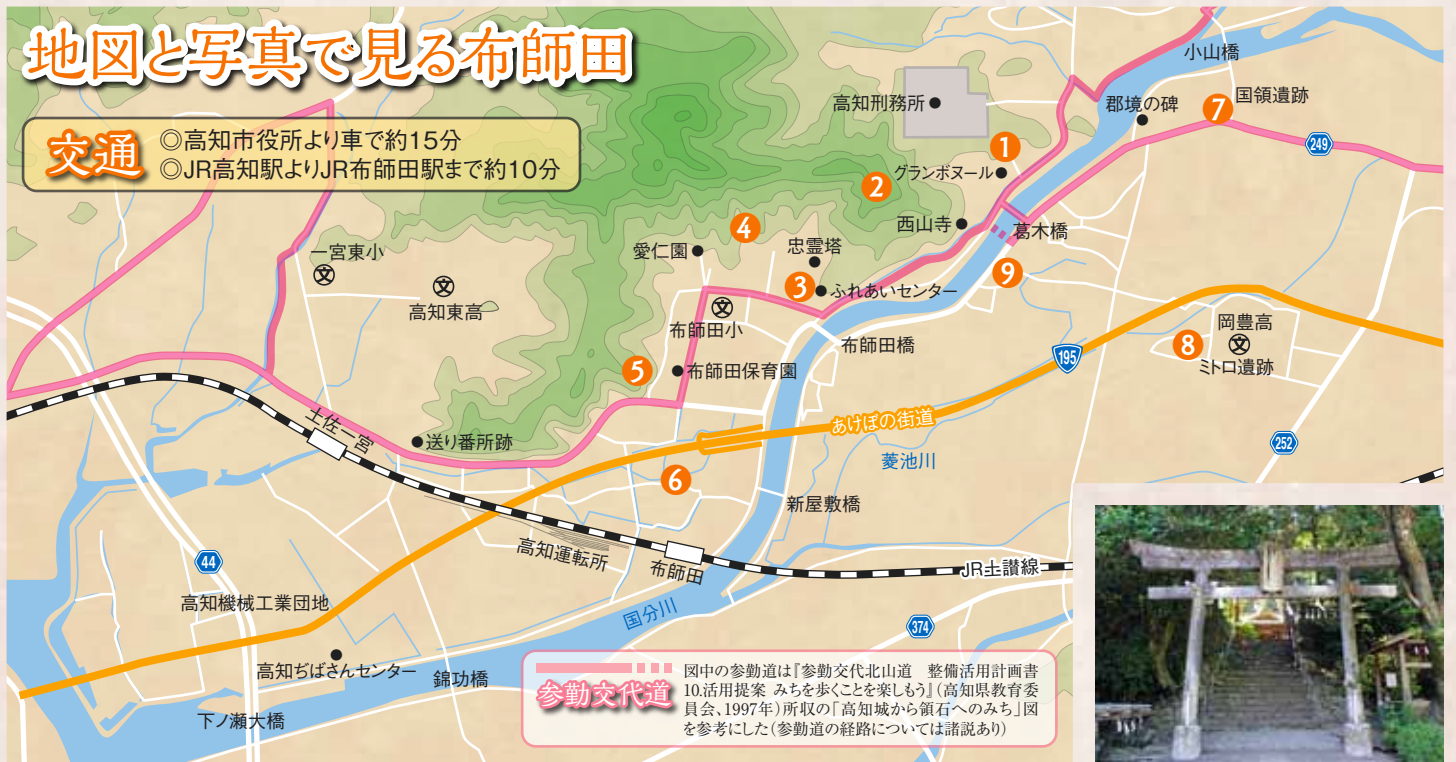 地図と写真で見る布師田
交通
◎高知市役所より車で約15分
◎JR高知駅よりJR布師田駅まで約10分
小山橋
高知刑務所
郡境の碑
7
国領遺跡
249
1
グランボヌール
2
西山寺
葛木橋
4
愛仁園
忠霊塔
3
ふれあいセンター
9
一宮東小
文
高知東高
文
文
布師田小
布師田橋
岡豊高
文
8
ミトロ遺跡
195
5
布師田保育園
あけぼの街道
菱池川
252
土佐一宮
送り番所跡
6
新屋敷橋
高知運転所
布師田
JR土讃線
44
高知機械工業団地
国分川
374
高知ぢばさんセンター
錦功橋
下ノ瀬大橋
参勤交代道
図中の参勤道は『参勤交代北山道 整備活用計画書
10.活用提案 みちを歩くことを楽しもう』(高知県教育委
員会、1997年)所収の「高知城から領石へのみち」図
を参考にした(参勤道の経路については諸説あり)